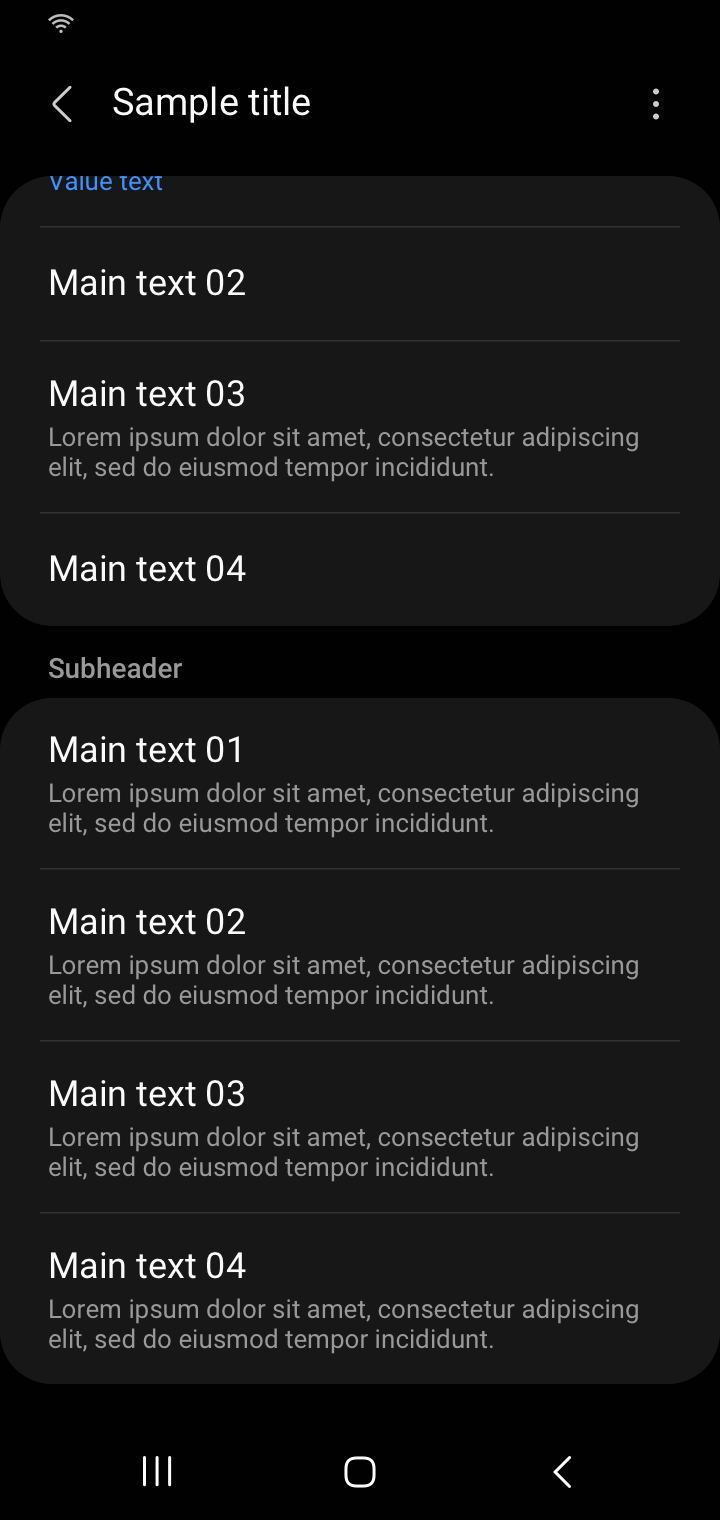 Sample title
Value text
Main text 02
Main text 03
Lorem ipsum dolor sit amet, consectetur adipiscing
elit, sed do eiusmod tempor incididunt.
Main text 04
Subheader
Main text 01
Lorem ipsum dolor sit amet, consectetur adipiscing
elit, sed do eiusmod tempor incididunt.
Main text 02
Lorem ipsum dolor sit amet, consectetur adipiscing
elit, sed do eiusmod tempor incididunt.
Main text 03
Lorem ipsum dolor sit amet, consectetur adipiscing
elit, sed do eiusmod tempor incididunt.
Main text 04
Lorem ipsum dolor sit amet, consectetur adipiscing
elit, sed do eiusmod tempor incididunt.